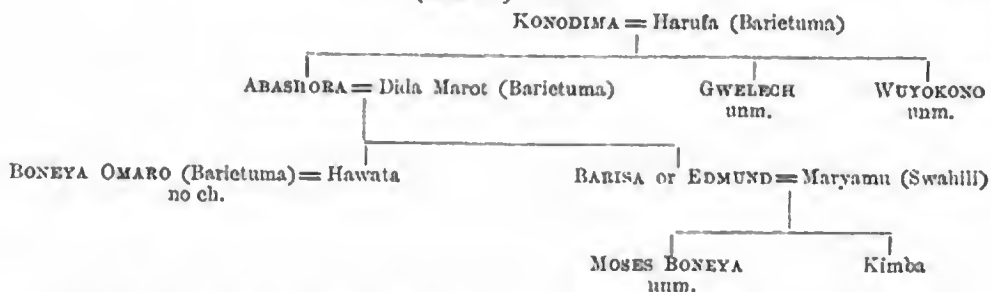 KONODIMA = Harufa (Barietuma)
ABASHORA = Dida Marot (Barietuma) GWELECH WUYOKONO
unm. unm.
BONEYA OMARO (Barietuma) = Hawata BARISA or EDMUND = Maryamu (Swahili)
no ch.
MOSES BONEYA Kimba
unm.